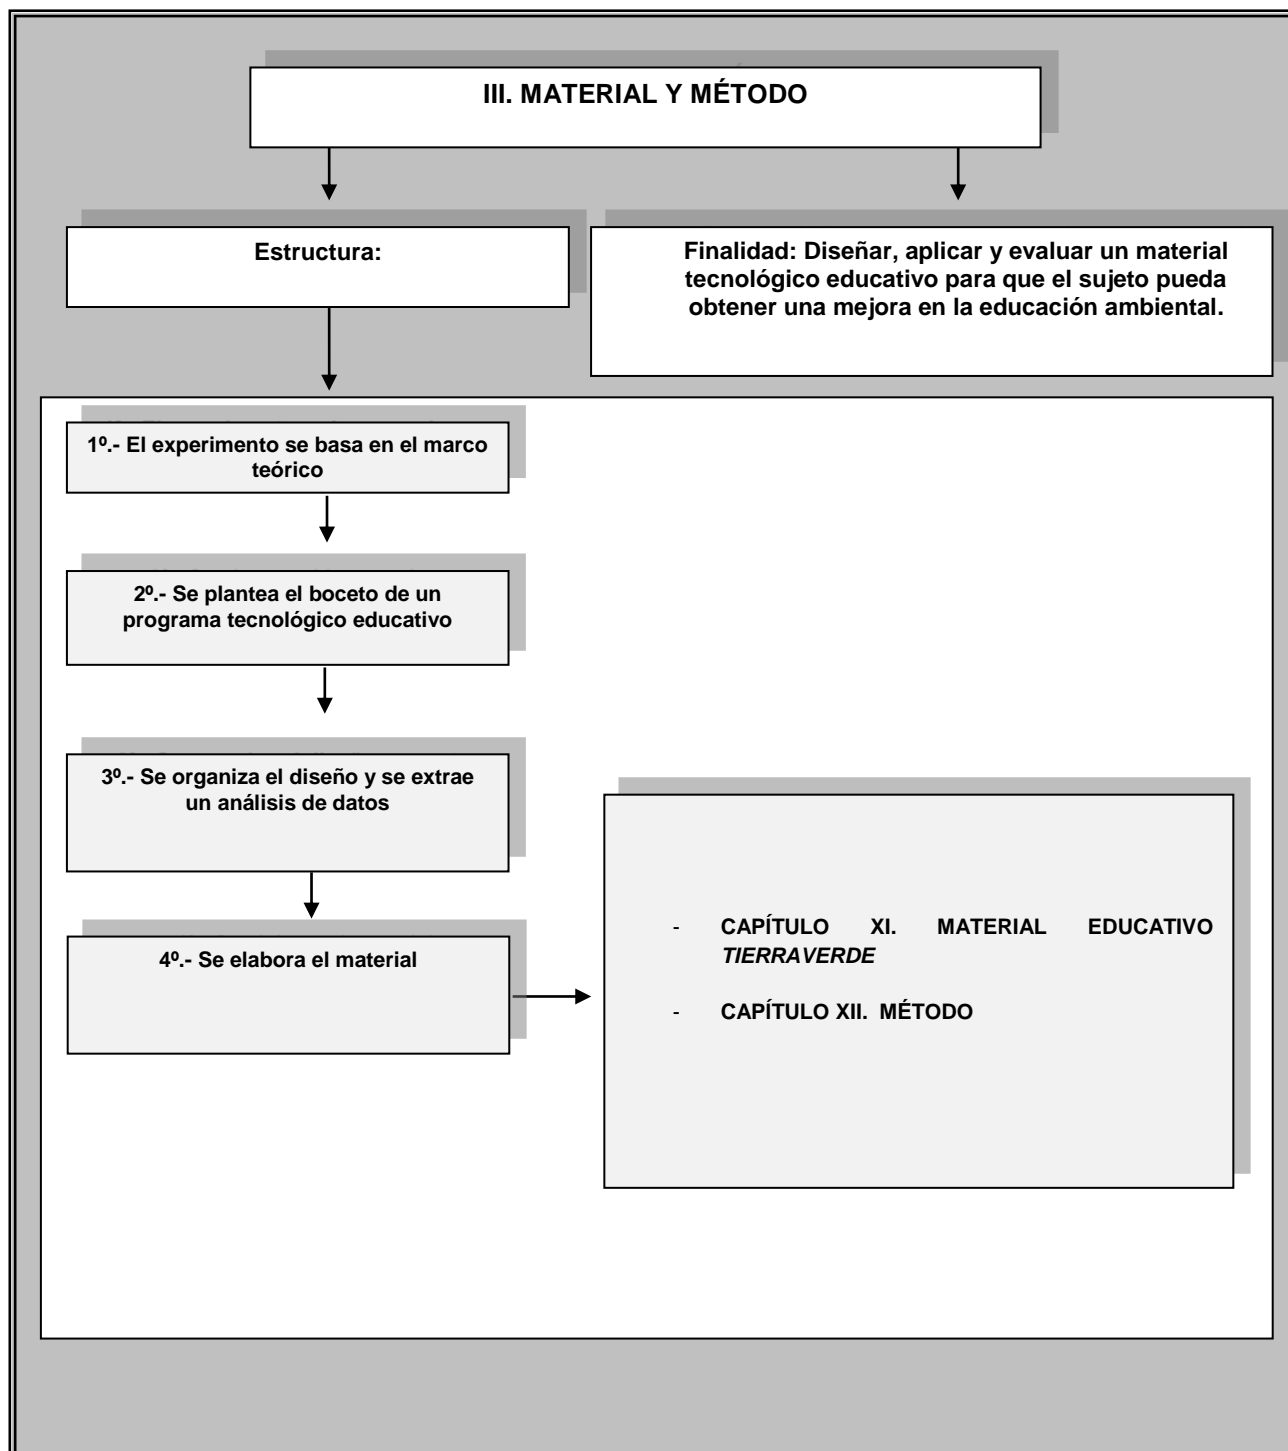 III. MATERIAL Y MÉTODO
Estructura:
Finalidad: Diseñar, aplicar y evaluar un material
tecnológico educativo para que el sujeto pueda
obtener una mejora en la educación ambiental.
1º.- El experimento se basa en el marco
teórico
2º.- Se plantea el boceto de un
programa tecnológico educativo
3º.- Se organiza el diseño y se extrae
un análisis de datos
4º.- Se elabora el material
- CAPÍTULO XI. MATERIAL EDUCATIVO
TIERRAVERDE
- CAPÍTULO XII. MÉTODO